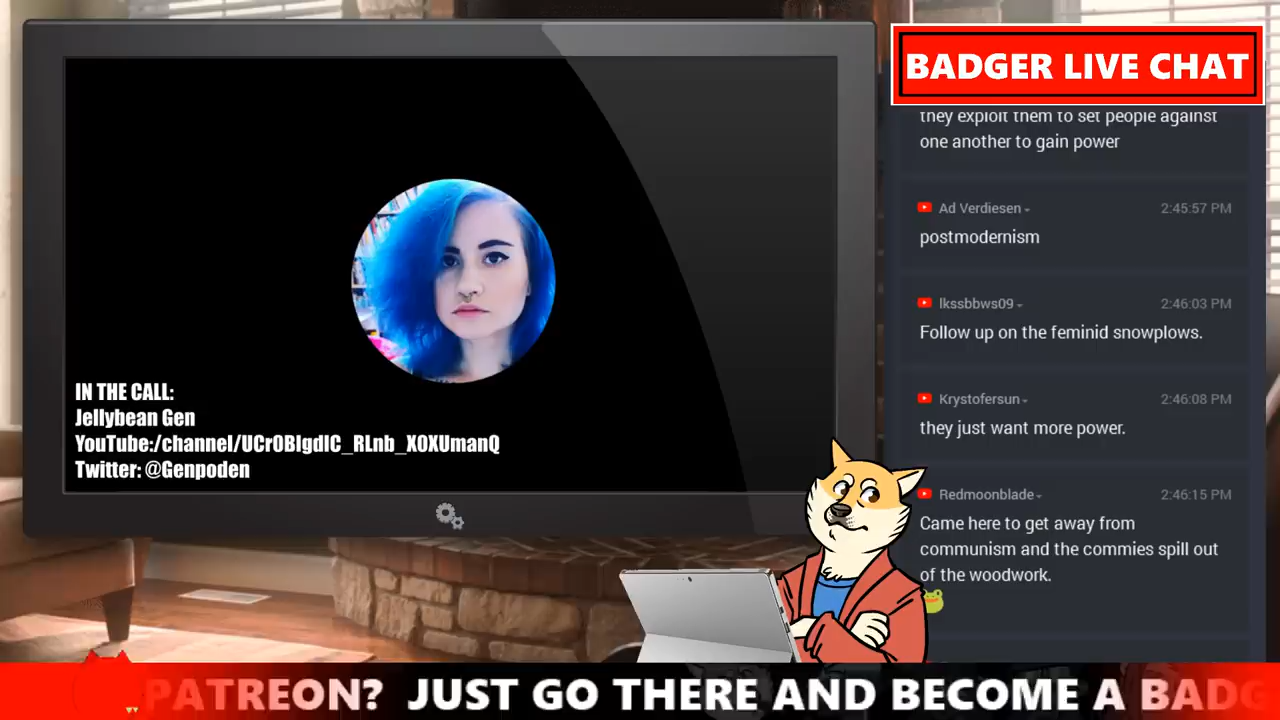 BADGER LIVE CHAT
they exploit them to set people against
one another to gain power
Ad Verdiesen 2:45:57 PM
postmodernism
lkssbbws09 2:46:03 PM
Follow up on the feminid snowplows.
Krystofersun 2:46:08 PM
they just want more power.
Redmoonblade 2:46:15 PM
Came here to get away from
communism and the commies spill out
of the woodwork.
IN THE CALL:
Jellybean Gen
Twitter: @Genpoden
PATREON? JUST GO THERE AND BECOME A BADG